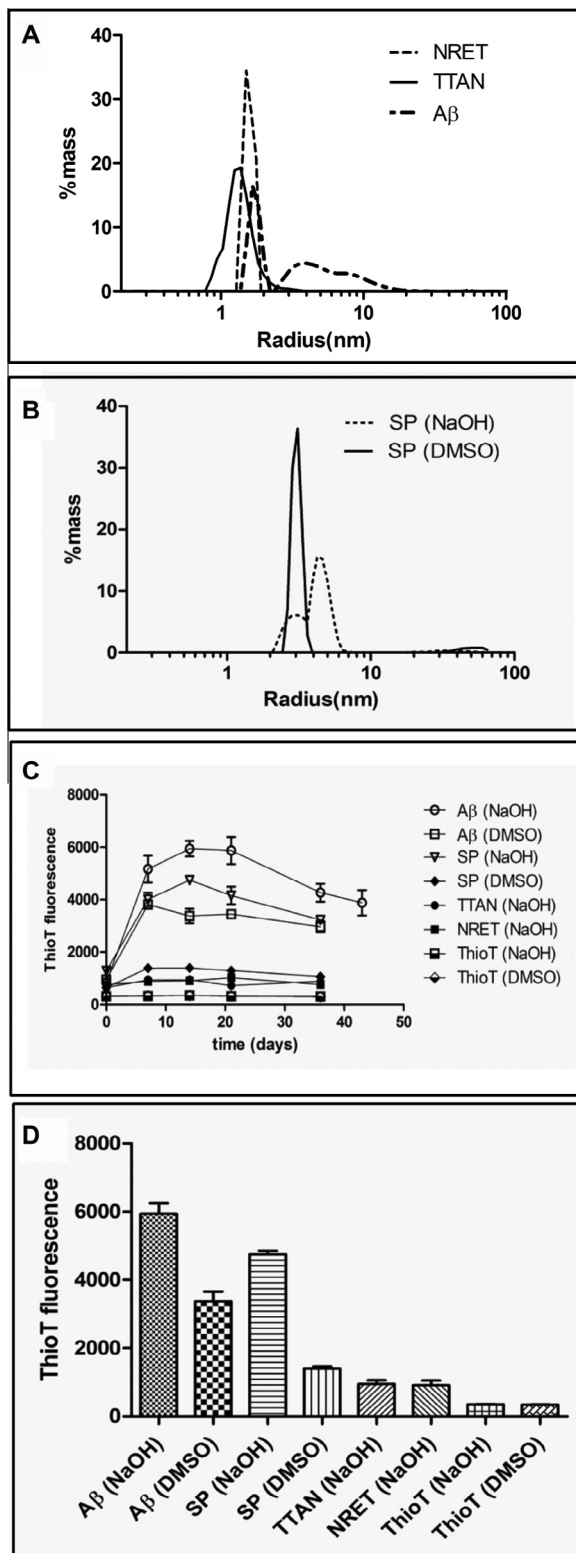 A
NRET
TTAN
Aβ
40
30
20
10
0
%mass
1 10 100
Radius(nm)
B
SP (NaOH)
SP (DMSO)
40
30
20
10
0
%mass
1 10 100
Radius(nm)
C
8000
6000
4000
2000
0
ThioT fluorescence
0 10 20 30 40 50
time (days)
Aβ (NaOH)
Aβ (DMSO)
SP (NaOH)
SP (DMSO)
TTAN (NaOH)
NRET (NaOH)
ThioT (NaOH)
ThioT (DMSO)
D
8000
6000
4000
2000
0
ThioT fluorescence
Aβ (NaOH)
Aβ (DMSO)
SP (NaOH)
SP (DMSO)
TTAN (NaOH)
NRET (NaOH)
ThioT (NaOH)
ThioT (DMSO)